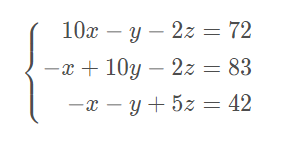 10x − y − 2z = 72
−x + 10y − 2z = 83
−x − y + 5z = 42